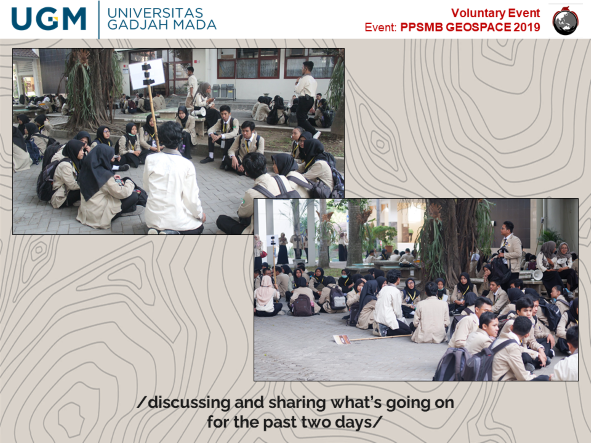 UGM
UNIVERSITAS
GADJAH MADA
Voluntary Event
Event: PPSMB GEOSPACE 2019
/discussing and sharing what's going on
for the past two days/